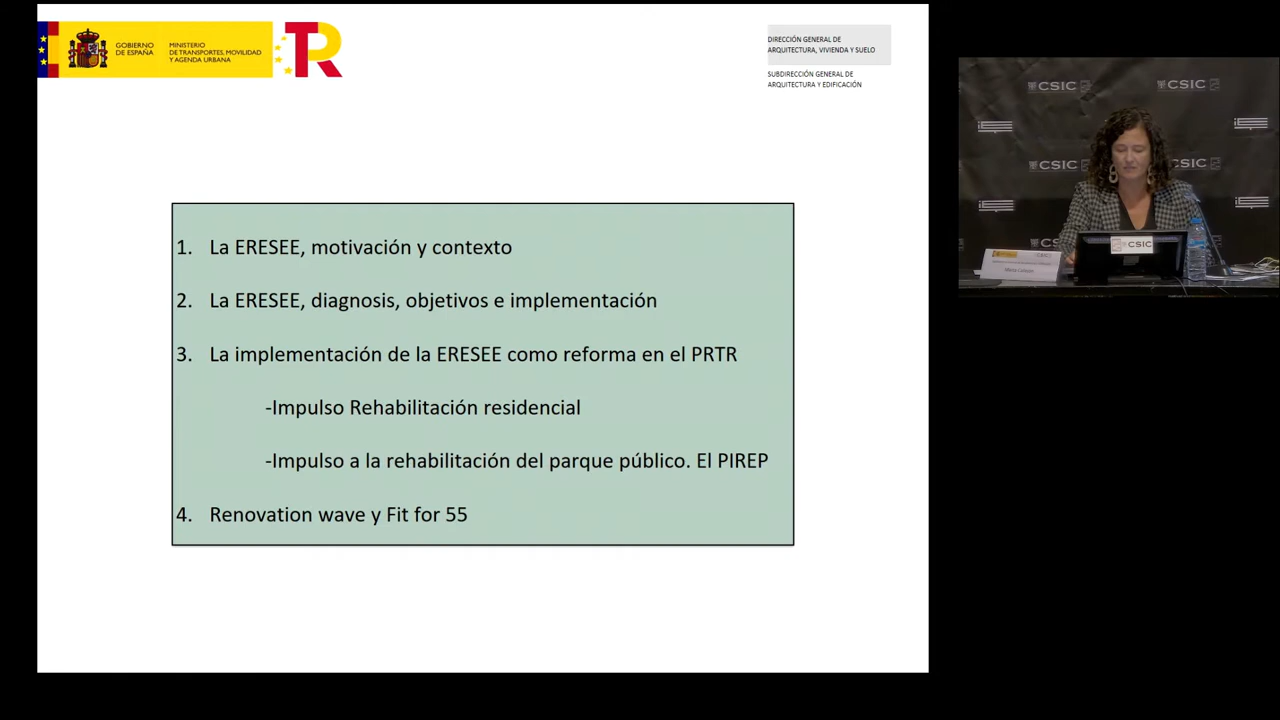 GOBIERNO
DE ESPAÑA
MINISTERIO
DE TRANSPORTES, MOVILIDAD
Y AGENDA URBANA
TR
DIRECCIÓN GENERAL DE
ARQUITECTURA, VIVIENDA Y SUELO
SUBDIRECCIÓN GENERAL DE
ARQUITECTURA Y EDIFICACIÓN
1. La ERESEE, motivación y contexto
2. La ERESEE, diagnosis, objetivos e implementación
3. La implementación de la ERESEE como reforma en el PRTR
-Impulso Rehabilitación residencial
-Impulso a la rehabilitación del parque público. El PIREP
4. Renovation wave y Fit for 55
CSIC
CSIC
CSIC
CSIC
CSIC
CSIC